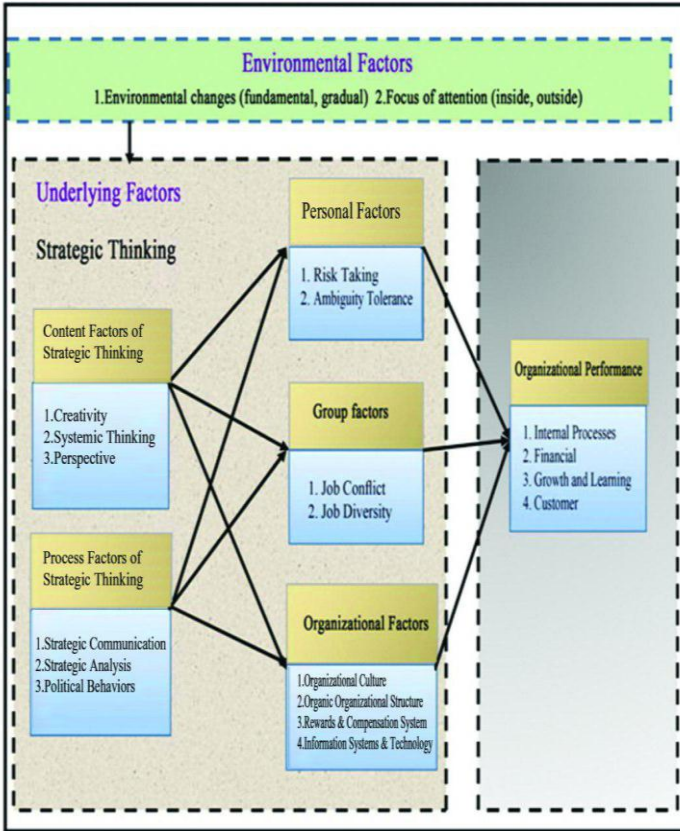 Environmental Factors
1.Environmental changes (fundamental, gradual) 2.Focus of attention (inside, outside)
Underlying Factors
Strategic Thinking
Content Factors of
Strategic Thinking
1.Creativity
2.Systemic Thinking
3.Perspective
Process Factors of
Strategic Thinking
1.Strategic Communication
2.Strategic Analysis
3.Political Behaviors
Personal Factors
1. Risk Taking
2. Ambiguity Tolerance
Group factors
1. Job Conflict
2. Job Diversity
Organizational Factors
1.Organizational Culture
2.Organic Organizational Structure
3.Rewards & Compensation System
4.Information Systems & Technology
Organizational Performance
1. Internal Processes
2. Financial
3. Growth and Learning
4. Customer